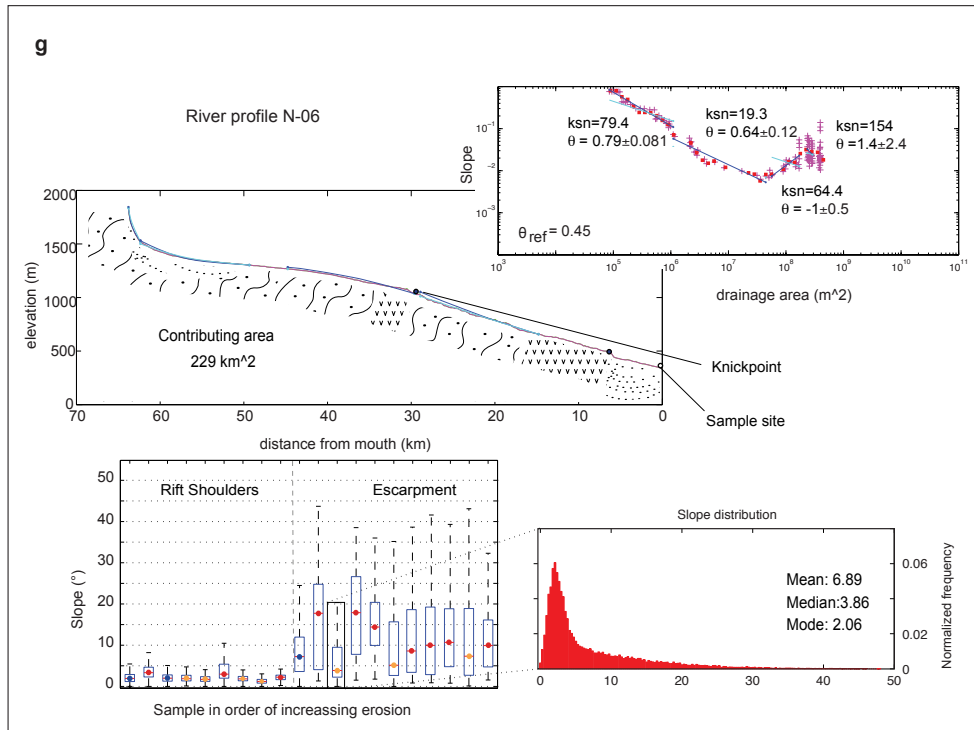 g
River profile N-06
10^-1
10^-2
10^-3
Slope
ksn=79.4
θ = 0.79±0.081
ksn=19.3
θ = 0.64±0.12
ksn=154
θ =1.4±2.4
ksn=64.4
θ = -1±0.5
θref= 0.45
10^3
10^4
10^5
10^6
10^7
10^8
10^9
10^10
10^11
drainage area (m^2)
2000
1500
1000
500
0
elevation (m)
Contributing area
229 km^2
Knickpoint
Sample site
70
60
50
40
30
20
10
0
distance from mouth (km)
50
40
30
20
10
0
Slope (°)
Rift Shoulders
Escarpment
Sample in order of increassing erosion
Slope distribution
Mean: 6.89
Median:3.86
Mode: 2.06
0.06
0.02
0
Normalized frequency
0
10
20
30
40
50